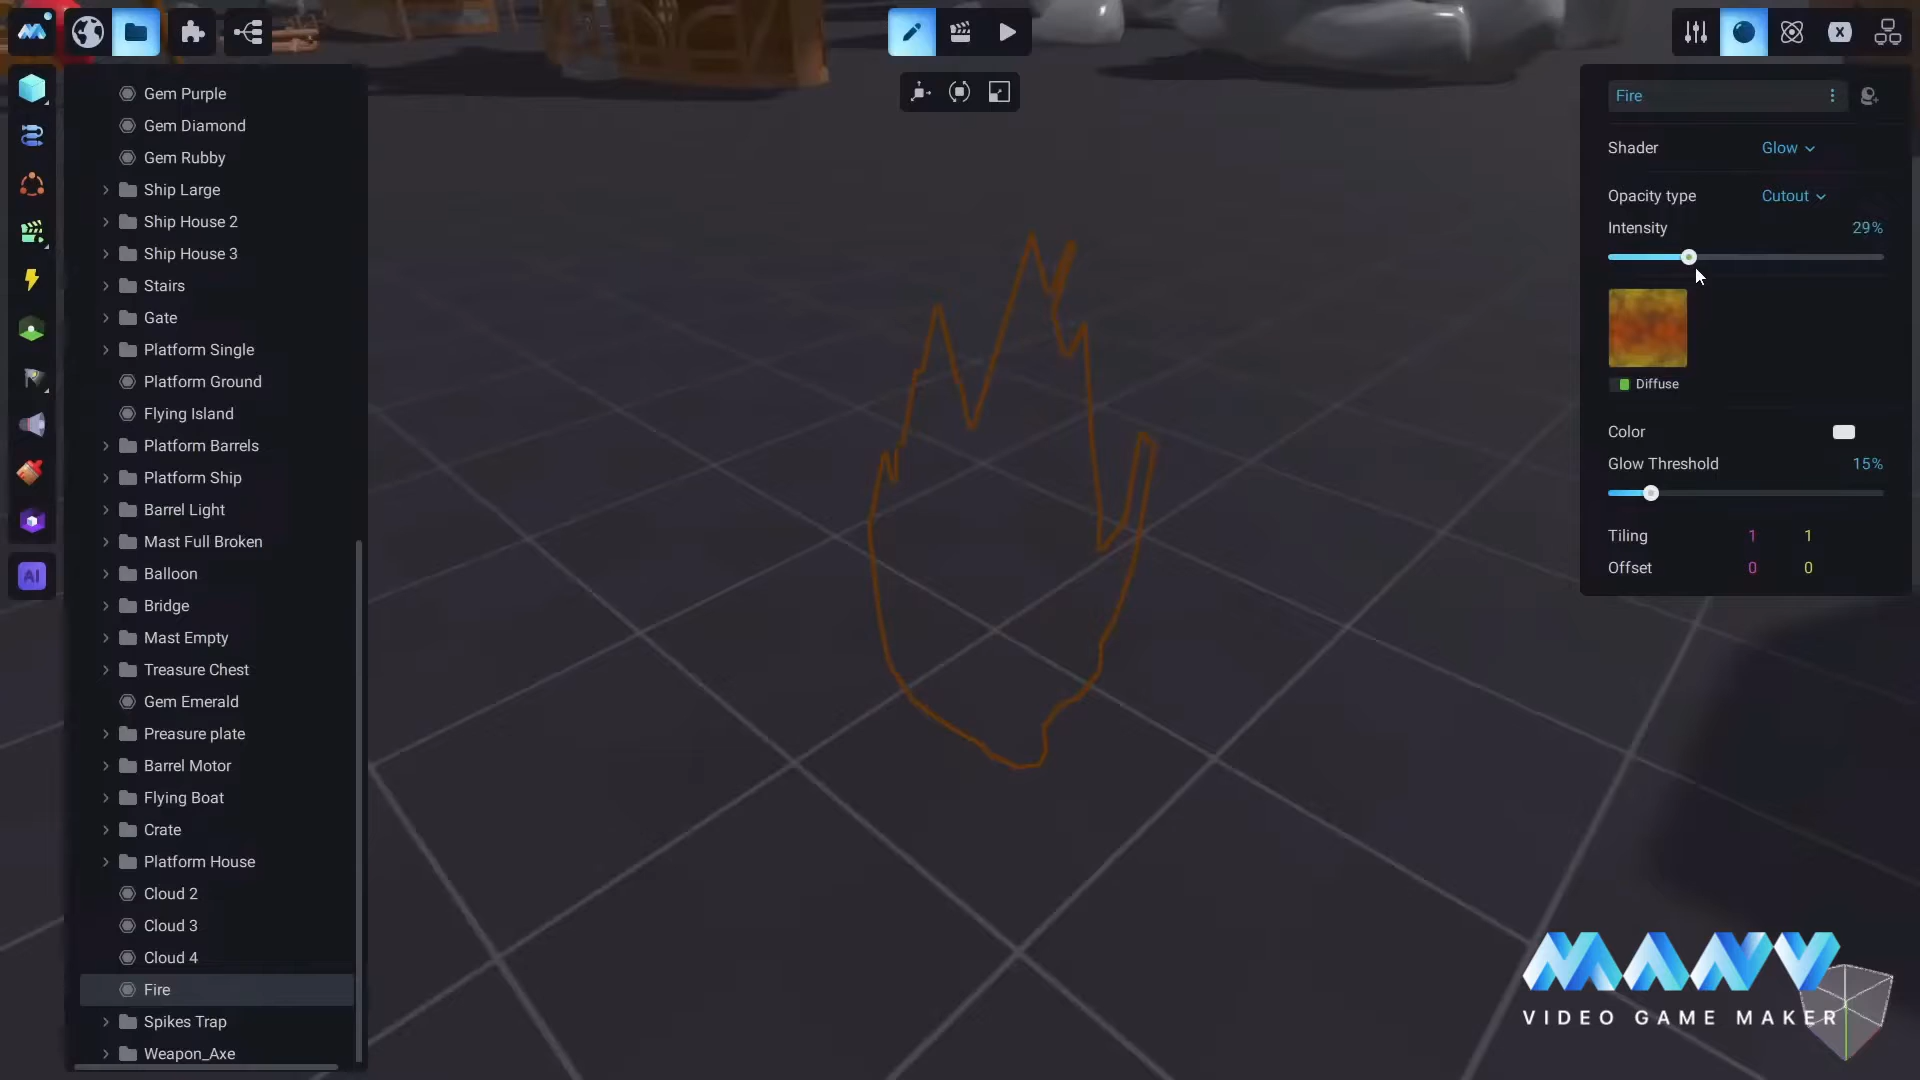 Gem Purple
Gem Diamond
Gem Rubby
Ship Large
Ship House 2
Ship House 3
Stairs
Gate
Platform Single
Platform Ground
Flying Island
Platform Barrels
Platform Ship
Barrel Light
Mast Full Broken
Balloon
Bridge
Mast Empty
Treasure Chest
Gem Emerald
Preasure plate
Barrel Motor
Flying Boat
Crate
Platform House
Cloud 2
Cloud 3
Cloud 4
Fire
Spikes Trap
Weapon_Axe
AI
X
Fire
Shader Glow
Opacity type Cutout
Intensity 29%
Diffuse
Color
Glow Threshold 15%
Tiling 1 1
Offset 0 0
MANV
VIDEO GAME MAKER